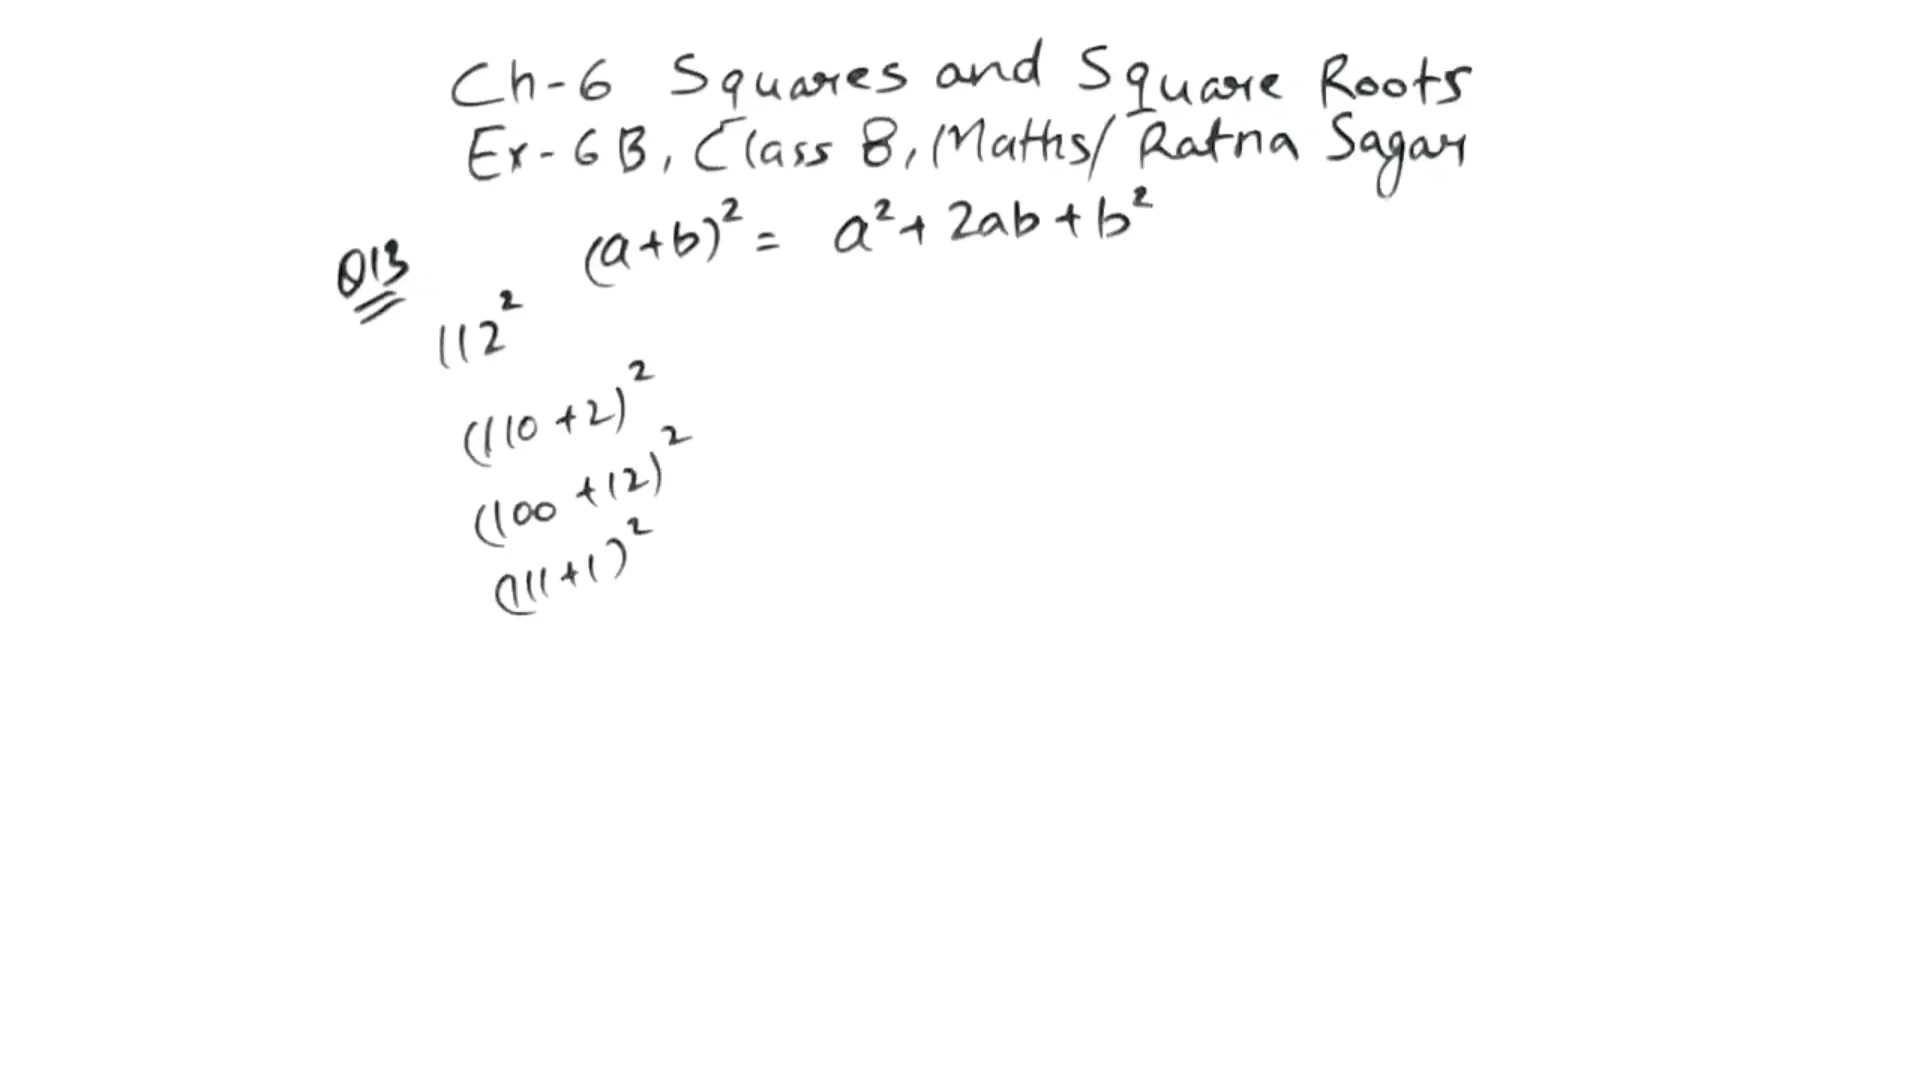 Ch-6 Squares and Square Roots
Ex-6B, Class 8, Maths/Ratna Sagar
(a+b)² = a²+2ab+b²
Q13
112²
(110+2)²
(100+12)²
(111+1)²